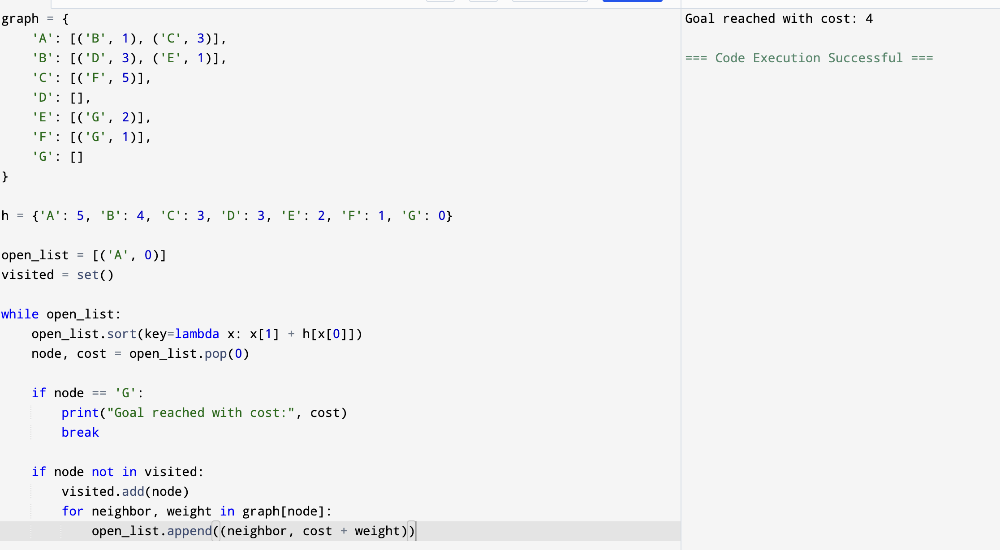 graph = {
    'A': [('B', 1), ('C', 3)],
    'B': [('D', 3), ('E', 1)],
    'C': [('F', 5)],
    'D': [],
    'E': [('G', 2)],
    'F': [('G', 1)],
    'G': []
}
h = {'A': 5, 'B': 4, 'C': 3, 'D': 3, 'E': 2, 'F': 1, 'G': 0}
open_list = [('A', 0)]
visited = set()
while open_list:
    open_list.sort(key=lambda x: x[1] + h[x[0]])
    node, cost = open_list.pop(0)
    if node == 'G':
        print("Goal reached with cost:", cost)
        break
    if node not in visited:
        visited.add(node)
        for neighbor, weight in graph[node]:
            open_list.append((neighbor, cost + weight))
Goal reached with cost: 4
=== Code Execution Successful ===